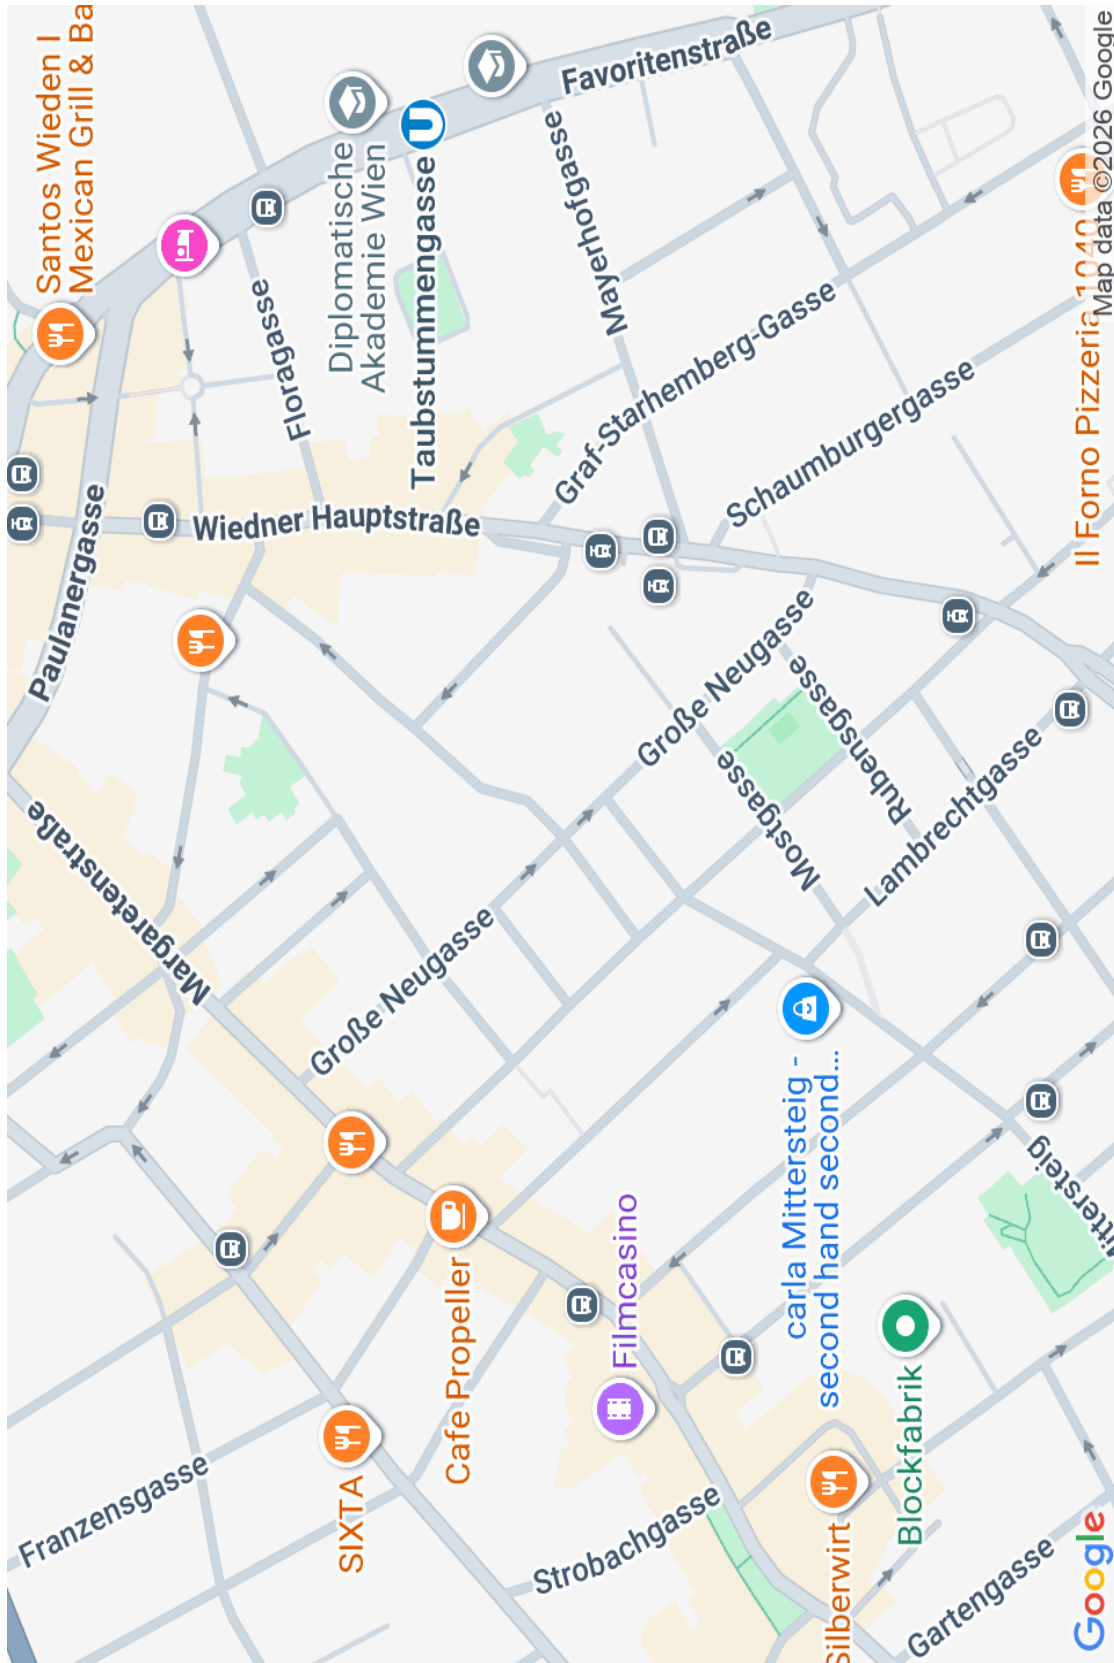 Santos Wieden I
Mexican Grill & Ba
Favoritenstraße
Diplomatische
Akademie Wien
Taubstummengasse
Mayerhofgasse
Floragasse
Graf-Starhemberg-Gasse
Schaumburgergasse
Il Forno Pizzeria 1040
Map data ©2026 Google
Wiedner Hauptstraße
Paulanergasse
Margaretenstraße
Große Neugasse
Rubensgasse
Mostgasse
Lambrechtgasse
Große Neugasse
carla Mittersteig -
second hand second...
Mittersteig
Filmcasino
Cafe Propeller
Blockfabrik
SIXTA
Franzensgasse
Strobachgasse
Silberwirt
Gartengasse
Google